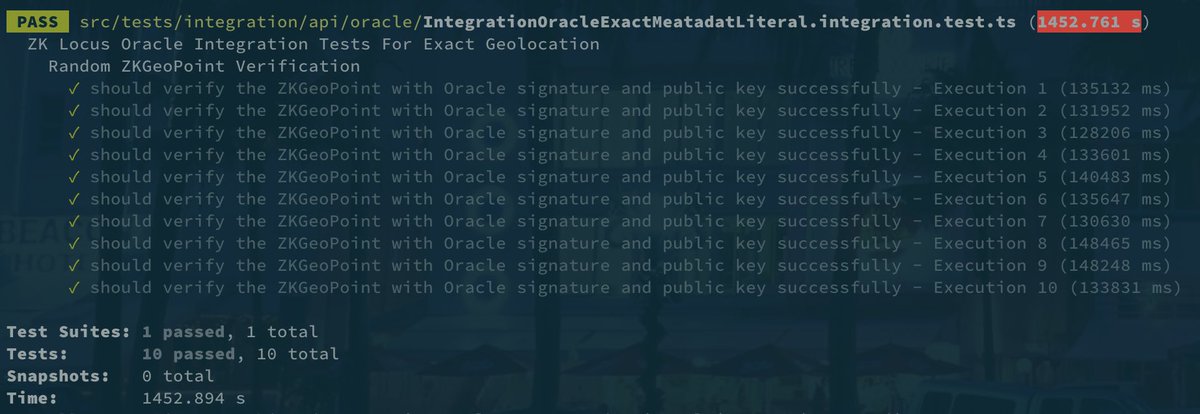 PASS src/tests/integration/api/oracle/IntegrationOracleExactMeatadatLiteral.integration.test.ts (1452.761 s)
ZK Locus Oracle Integration Tests For Exact Geolocation
Random ZKGeoPoint Verification
✓ should verify the ZKGeoPoint with Oracle signature and public key successfully - Execution 1 (135132 ms)
✓ should verify the ZKGeoPoint with Oracle signature and public key successfully - Execution 2 (131952 ms)
✓ should verify the ZKGeoPoint with Oracle signature and public key successfully - Execution 3 (128206 ms)
✓ should verify the ZKGeoPoint with Oracle signature and public key successfully - Execution 4 (133601 ms)
✓ should verify the ZKGeoPoint with Oracle signature and public key successfully - Execution 5 (140483 ms)
✓ should verify the ZKGeoPoint with Oracle signature and public key successfully - Execution 6 (135647 ms)
✓ should verify the ZKGeoPoint with Oracle signature and public key successfully - Execution 7 (130630 ms)
✓ should verify the ZKGeoPoint with Oracle signature and public key successfully - Execution 8 (148465 ms)
✓ should verify the ZKGeoPoint with Oracle signature and public key successfully - Execution 9 (148248 ms)
✓ should verify the ZKGeoPoint with Oracle signature and public key successfully - Execution 10 (133831 ms)
Test Suites: 1 passed, 1 total
Tests: 10 passed, 10 total
Snapshots: 0 total
Time: 1452.894 s